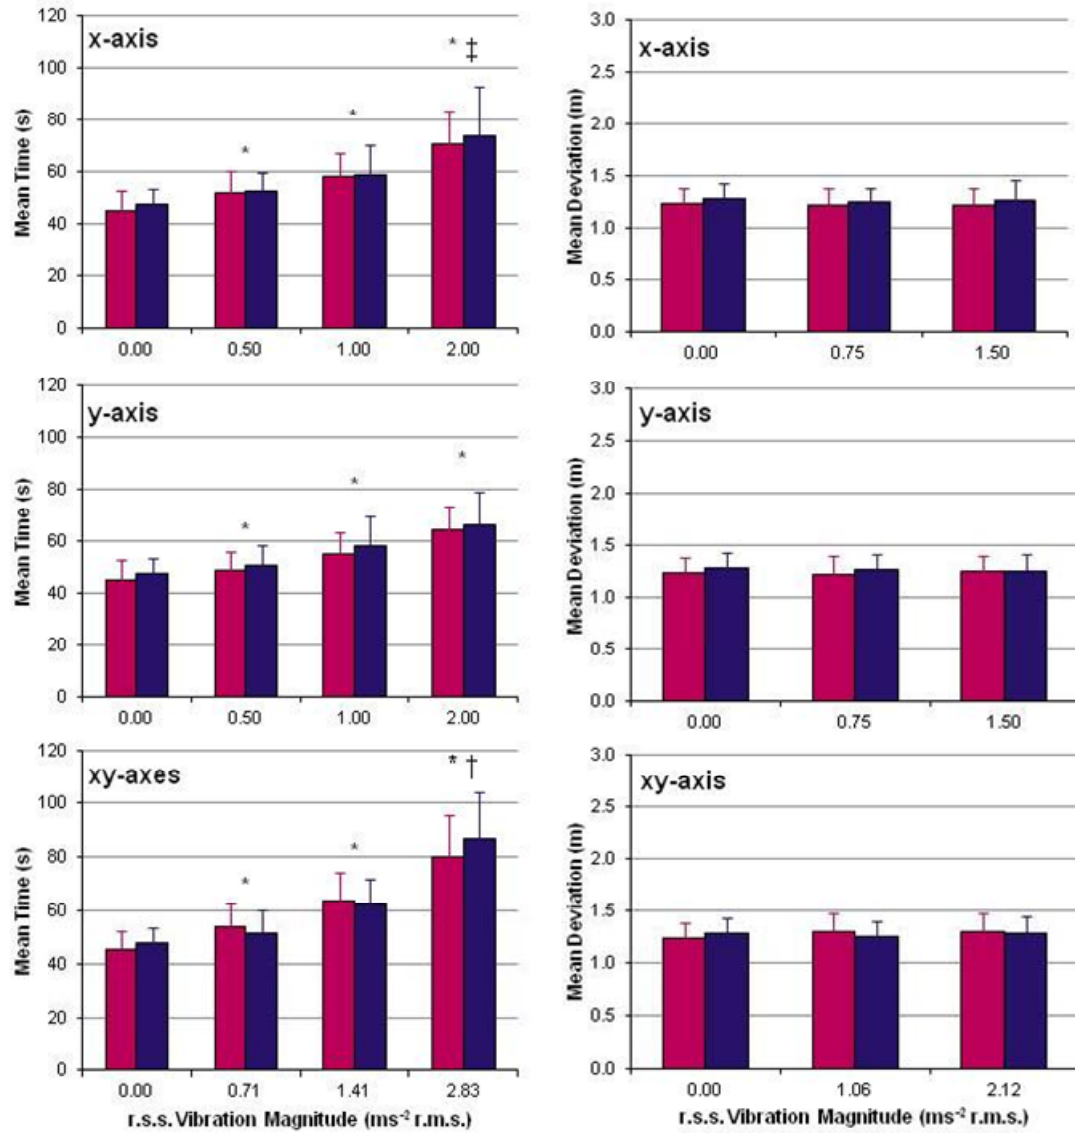 x-axis
* ‡
*
*
120
100
80
60
40
20
0
Mean Time (s)
0.00 0.50 1.00 2.00
x-axis
3.0
2.5
2.0
1.5
1.0
0.5
0.0
Mean Deviation (m)
0.00 0.75 1.50
y-axis
*
*
*
120
100
80
60
40
20
0
Mean Time (s)
0.00 0.50 1.00 2.00
y-axis
3.0
2.5
2.0
1.5
1.0
0.5
0.0
Mean Deviation (m)
0.00 0.75 1.50
xy-axes
* †
*
*
120
100
80
60
40
20
0
Mean Time (s)
0.00 0.71 1.41 2.83
r.s.s. Vibration Magnitude (ms⁻² r.m.s.)
xy-axis
3.0
2.5
2.0
1.5
1.0
0.5
0.0
Mean Deviation (m)
0.00 1.06 2.12
r.s.s. Vibration Magnitude (ms⁻² r.m.s.)